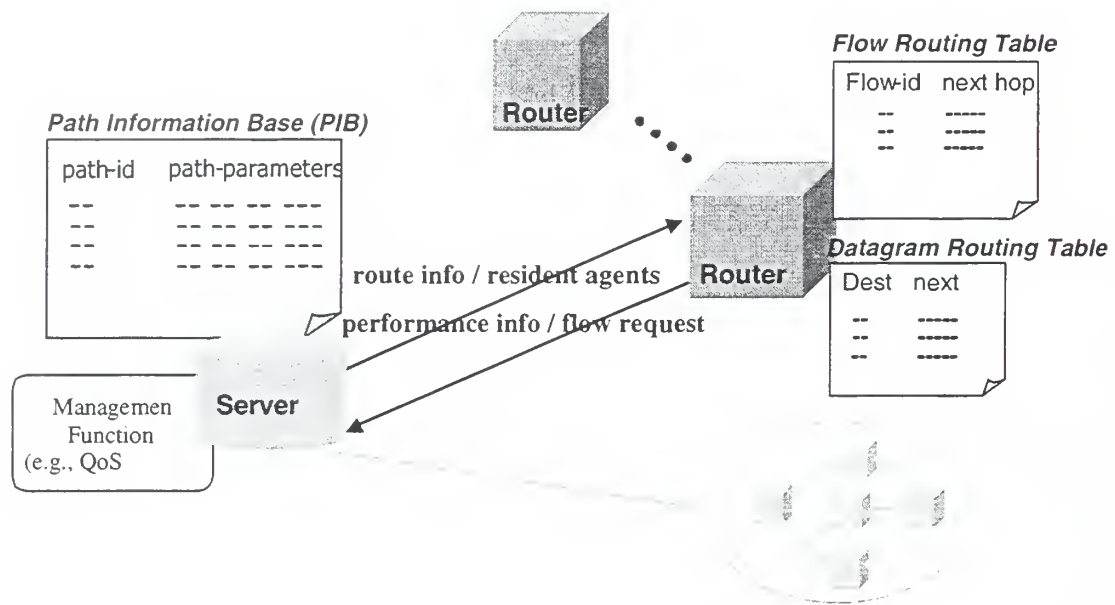 Flow Routing Table
Flow-id next hop
-- -----
-- -----
-- -----
Router
Path Information Base (PIB)
path-id path-parameters
-- -- -- -- ---
-- -- -- -- ---
-- -- -- -- ---
-- -- -- -- ---
Datagram Routing Table
Router
Dest next
-- -----
-- -----
-- -----
route info / resident agents
performance info / flow request
Server
Managemen
Function
(e.g., QoS